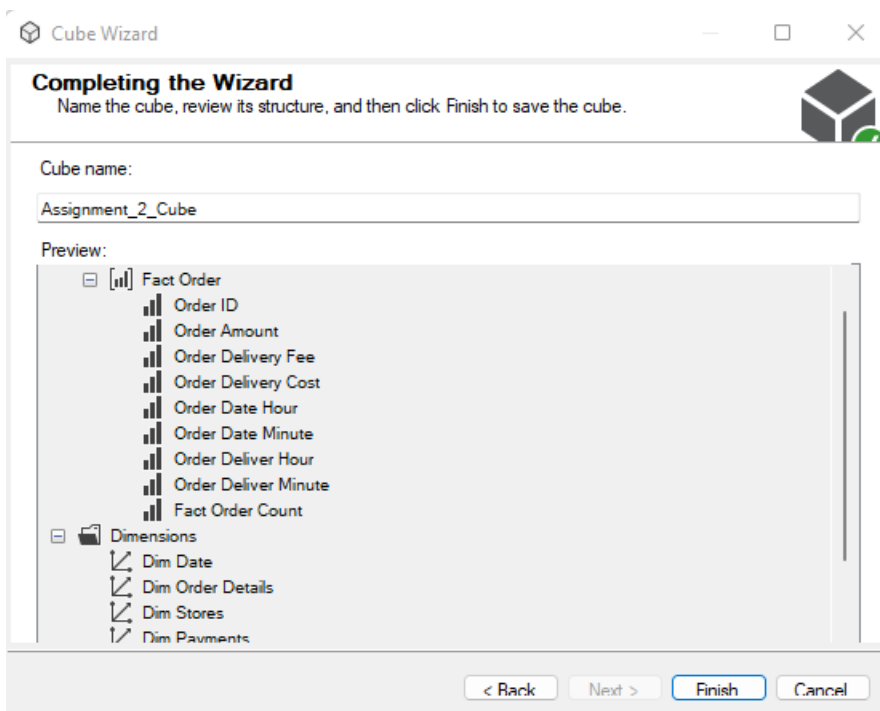 Cube Wizard
Completing the Wizard
Name the cube, review its structure, and then click Finish to save the cube.
Cube name:
Assignment_2_Cube
Preview:
Fact Order
Order ID
Order Amount
Order Delivery Fee
Order Delivery Cost
Order Date Hour
Order Date Minute
Order Deliver Hour
Order Deliver Minute
Fact Order Count
Dimensions
Dim Date
Dim Order Details
Dim Stores
Dim Payments
< Back Next > Finish Cancel